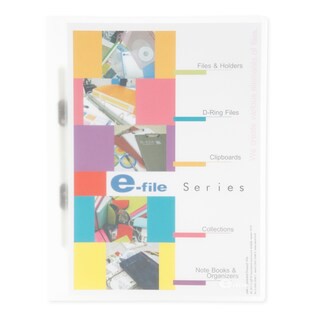 Files & Holders
D-Ring Files
Clipboards
e-file Series
Collections
Note Books &
Organizers